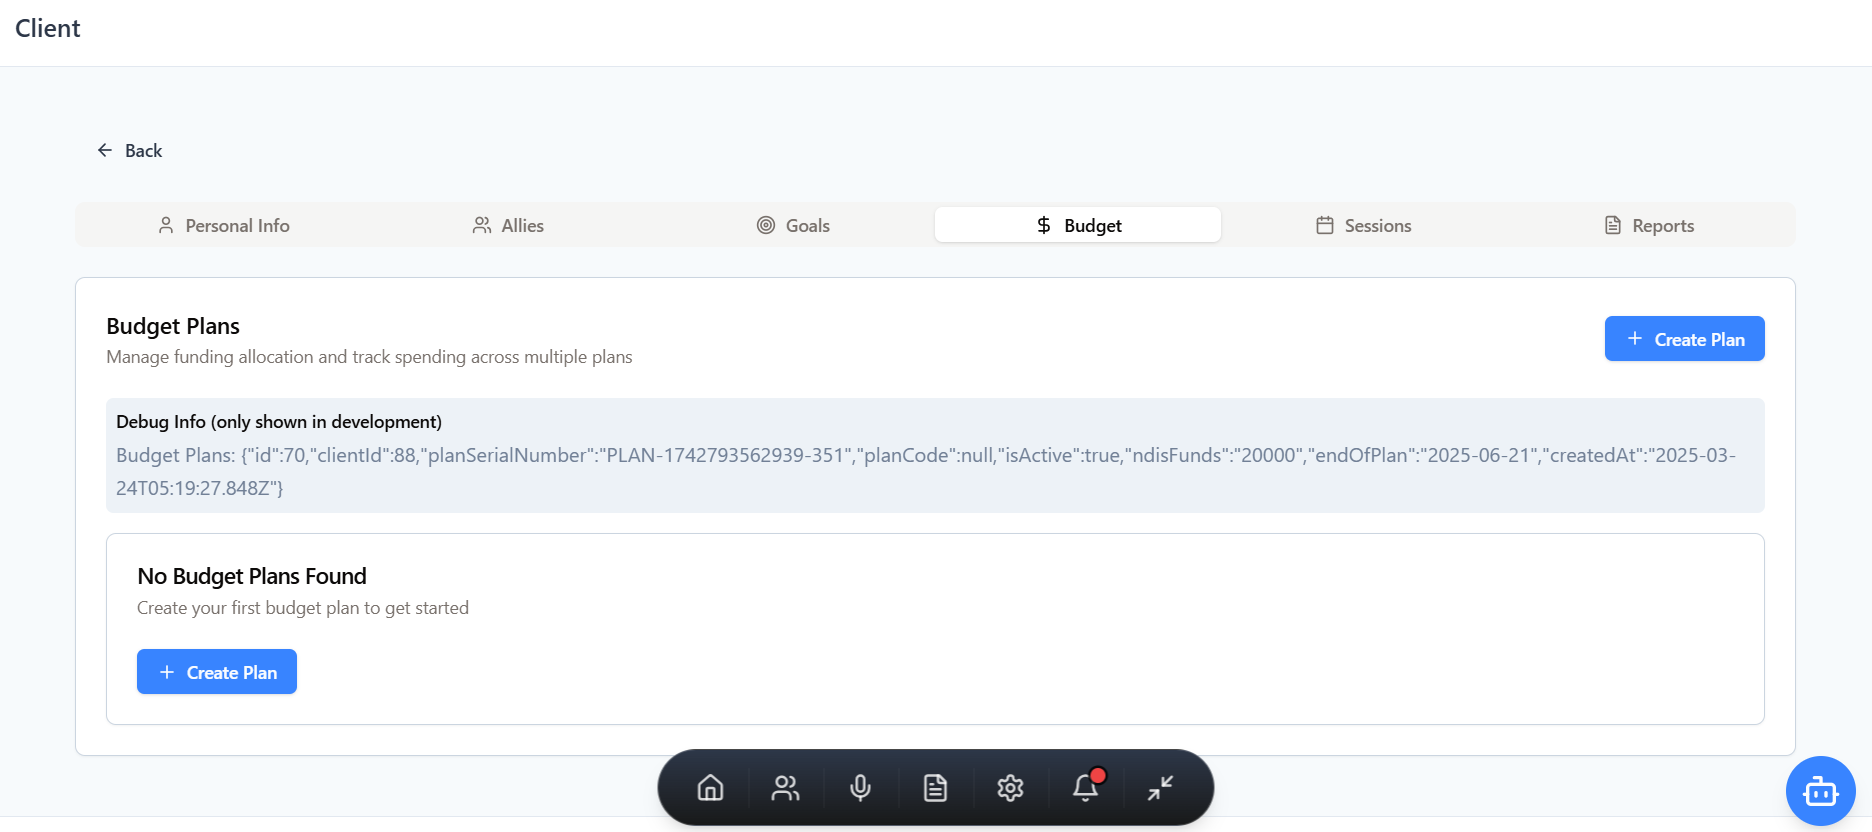 Client
Back
Personal Info
Allies
Goals
Budget
Sessions
Reports
Budget Plans
Manage funding allocation and track spending across multiple plans
Create Plan
Debug Info (only shown in development)
Budget Plans: {"id":70,"clientId":88,"planSerialNumber":"PLAN-1742793562939-351","planCode":null,"isActive":true,"ndisFunds":"20000","endOfPlan":"2025-06-21","createdAt":"2025-03-
24T05:19:27.848Z"}
No Budget Plans Found
Create your first budget plan to get started
Create Plan